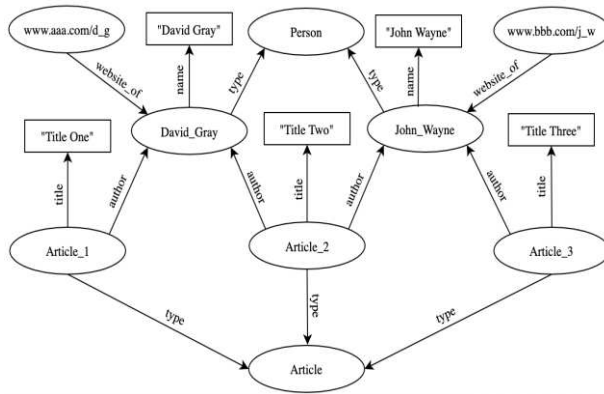 www.aaa.com/d_g
"David Gray"
Person
"John Wayne"
www.bbb.com/j_w
website_of
name
type
type
name
website_of
"Title One"
David_Gray
"Title Two"
John_Wayne
"Title Three"
title
author
author
title
author
author
title
Article_1
Article_2
Article_3
type
type
type
Article